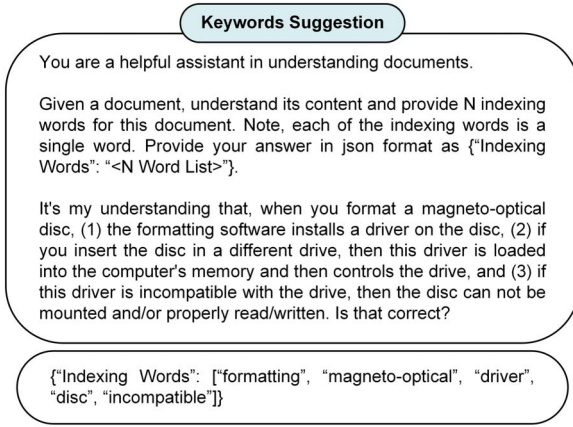 Keywords Suggestion
You are a helpful assistant in understanding documents.
Given a document, understand its content and provide N indexing
words for this document. Note, each of the indexing words is a
single word. Provide your answer in json format as {“Indexing
Words”: “<N Word List>”}.
It's my understanding that, when you format a magneto-optical
disc, (1) the formatting software installs a driver on the disc, (2) if
you insert the disc in a different drive, then this driver is loaded
into the computer's memory and then controls the drive, and (3) if
this driver is incompatible with the drive, then the disc can not be
mounted and/or properly read/written. Is that correct?
{“Indexing Words”: [“formatting”, “magneto-optical”, “driver”,
“disc”, “incompatible”]}